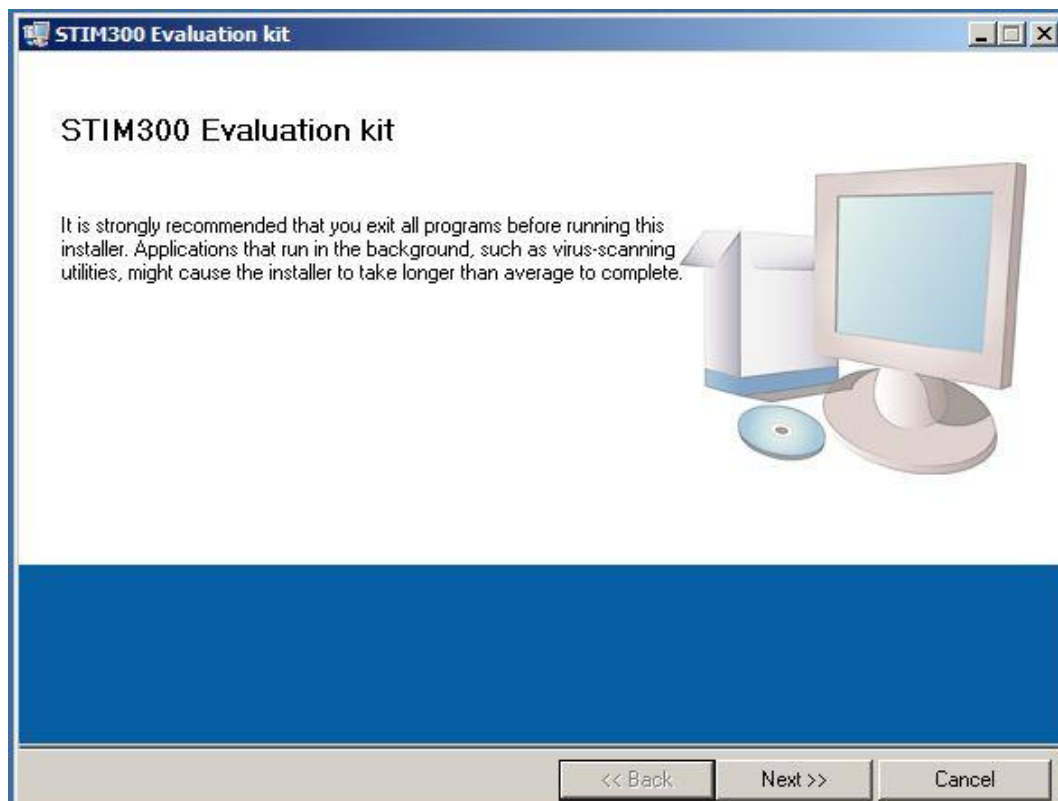 STIM300 Evaluation kit
STIM300 Evaluation kit
It is strongly recommended that you exit all programs before running this
installer. Applications that run in the background, such as virus-scanning
utilities, might cause the installer to take longer than average to complete.
<< Back Next >> Cancel